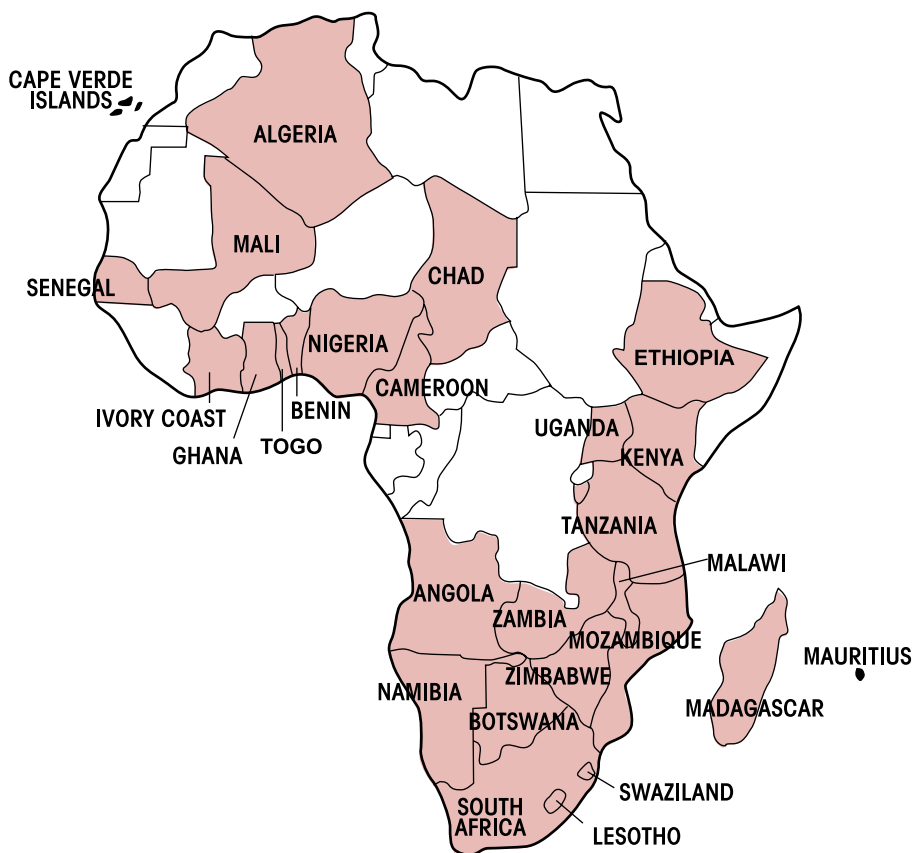 CAPE VERDE
ISLANDS
ALGERIA
MALI
SENEGAL
CHAD
NIGERIA
ETHIOPIA
CAMEROON
IVORY COAST
BENIN
GHANA
TOGO
UGANDA
KENYA
TANZANIA
MALAWI
ANGOLA
ZAMBIA
MOZAMBIQUE
MAURITIUS
ZIMBABWE
NAMIBIA
MADAGASCAR
BOTSWANA
SWAZILAND
SOUTH
AFRICA
LESOTHO